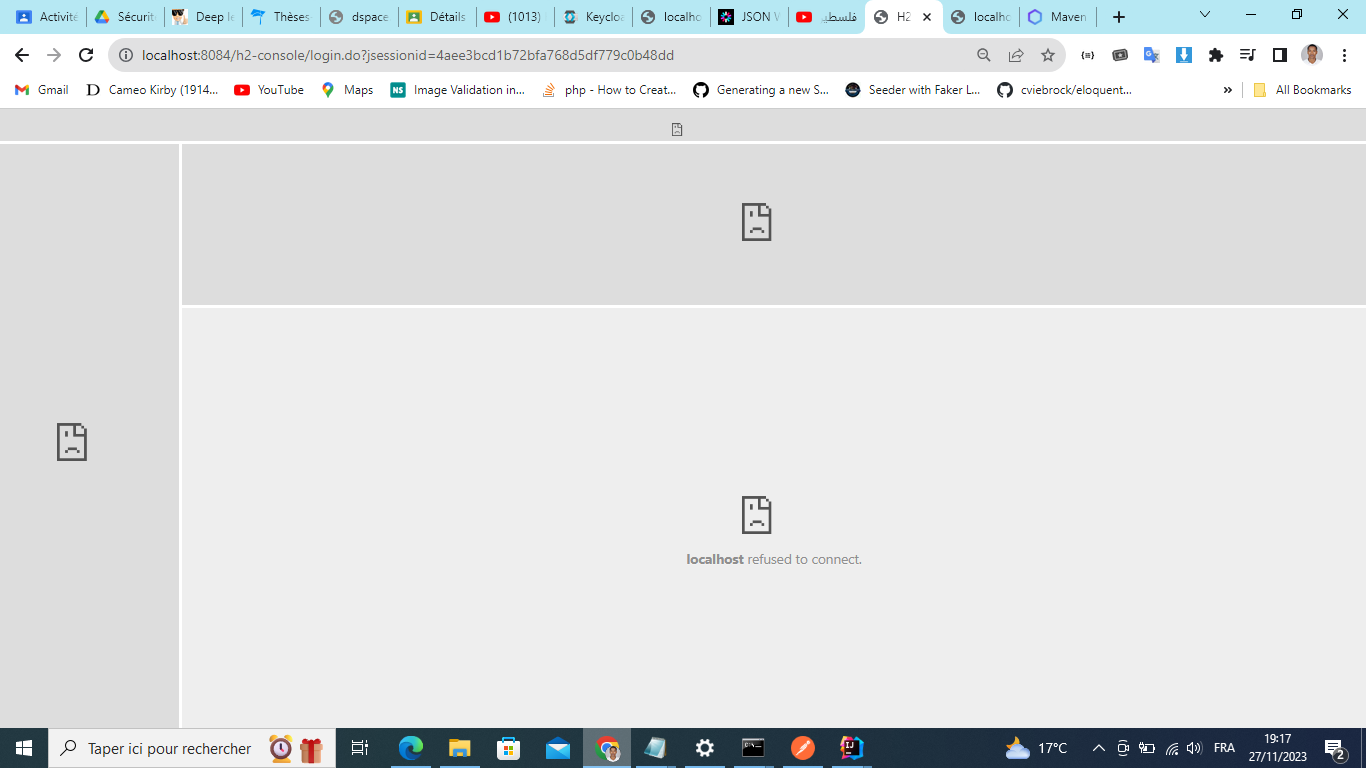 Activité
Sécurité
Deep le
Thèses
dspace
Détails
(1013)
Keycloa
localho
JSON W
فلسطين
H2
localho
Maven
localhost:8084/h2-console/login.do?jsessionid=4aee3bcd1b72bfa768d5df779c0b48dd
Gmail
Cameo Kirby (1914...
YouTube
Maps
NS
Image Validation in...
php - How to Creat...
Generating a new S...
Seeder with Faker L...
cviebrock/eloquent...
»
All Bookmarks
localhost refused to connect.
Taper ici pour rechercher
17°C
FRA
19:17
27/11/2023
2